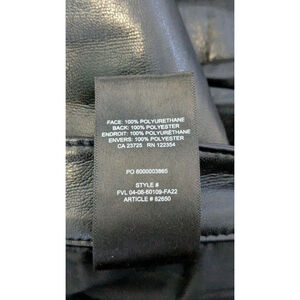 FACE: 100% POLYURETHANE
BACK: 100% POLYESTER
ENDROIT: 100% POLYURETHANE
ENVERS: 100% POLYESTER
CA 23725 RN 122354
PO 6000003865
STYLE #
FVL 04-06-60109-FA22
ARTICLE # 82650